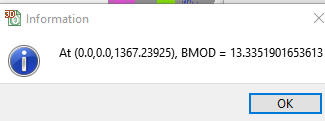 Information
At (0.0,0.0,1367.23925), BMOD = 13.3351901653613
OK